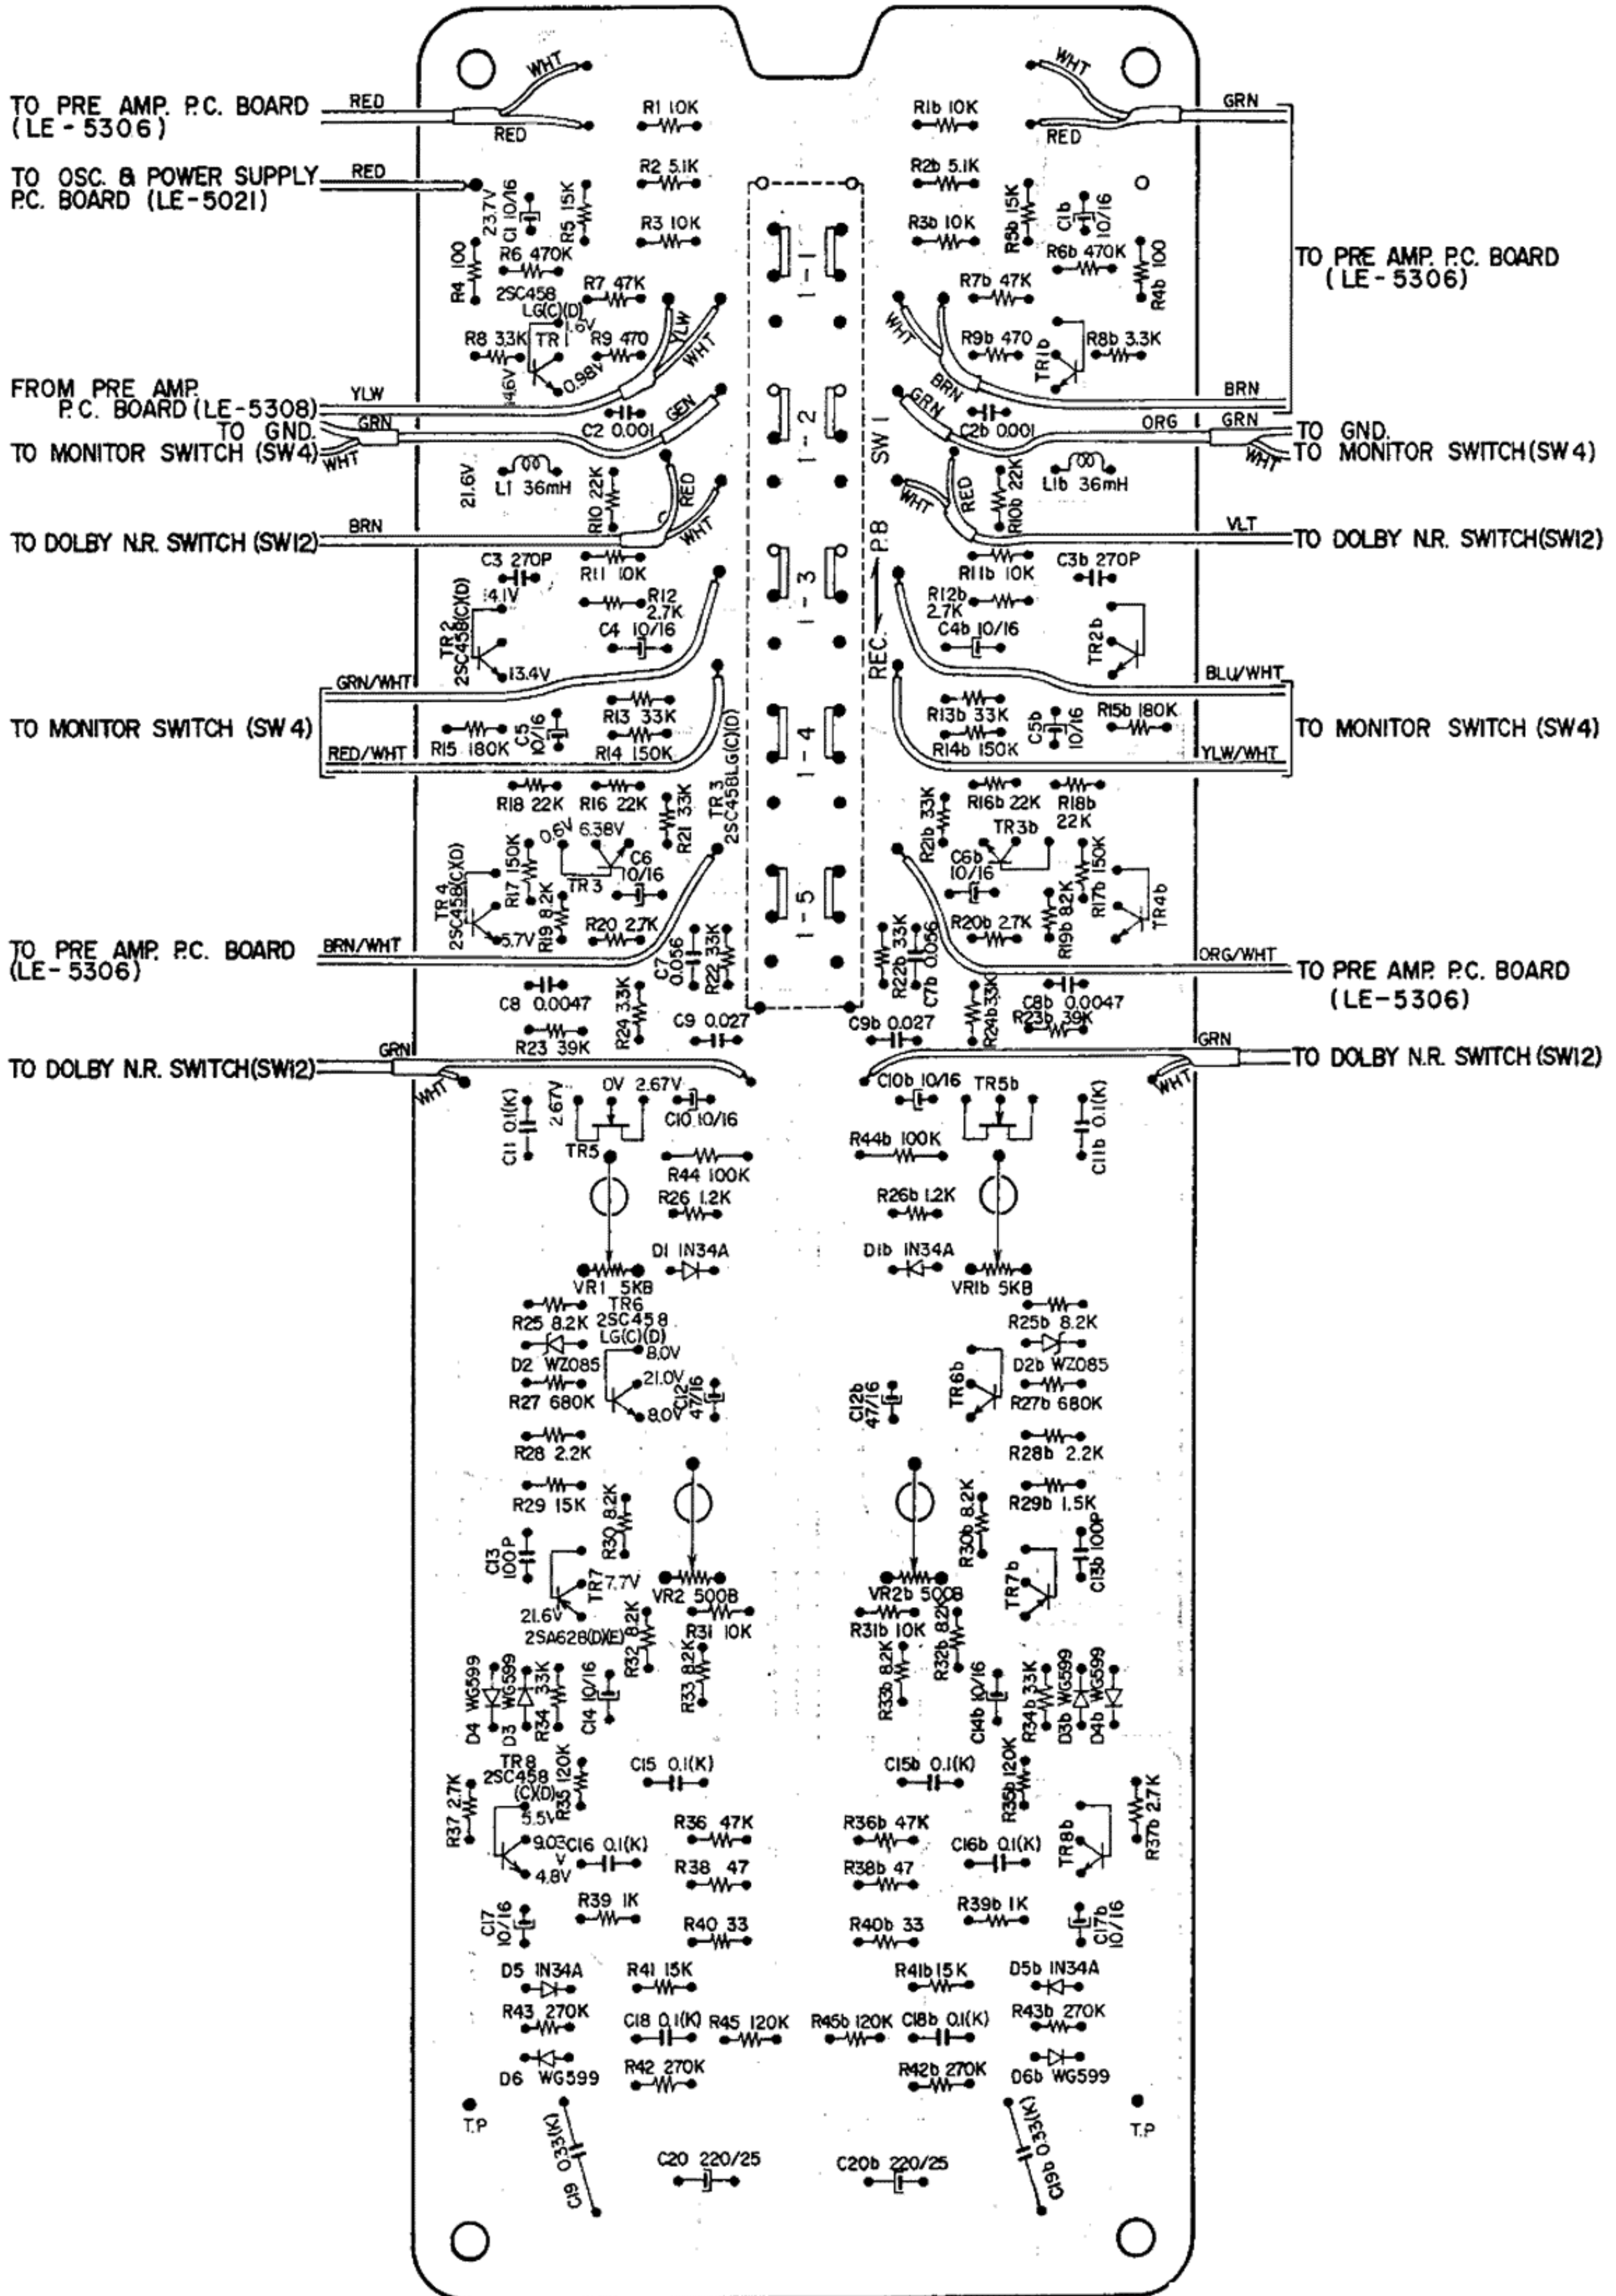 WHT
WHT
TO PRE AMP. P.C. BOARD
(LE-5306)
RED
RED
R1 10K
R1b 10K
RED
GRN
TO OSC. & POWER SUPPLY
P.C. BOARD (LE-5021)
RED
R2 5.1K
R2b 5.1K
23.7V
C1 10/16
R5 15K
R3 10K
R3b 10K
R5b 15K
C1b
10/16
R4 100
R6 470K
R6b 470K
R4b 100
TO PRE AMP. P.C. BOARD
(LE-5306)
1-1
2SC458
LG(C)(D)
R7 47K
R7b 47K
1.6V
YLW
WHT
WHT
R8 3.3K
TR1
R9 470
R9b 470
TR1b
R8b 3.3K
14.6V
0.98V
FROM PRE AMP.
P.C. BOARD (LE-5308)
YLW
BRN
BRN
TO GND.
GRN
C2 0.001
GEN
1-2
SW1
GRN
C2b 0.001
ORG
GRN
TO GND.
TO MONITOR SWITCH (SW4)
WHT
WHT
TO MONITOR SWITCH (SW4)
21.6V
L1 36mH
R10 22K
RED
WHT
WHT
RED
R10b 22K
L1b 36mH
TO DOLBY N.R. SWITCH (SW12)
BRN
VLT
TO DOLBY N.R. SWITCH (SW12)
C3 270P
R11 10K
1-3
P.B
REC.
R11b 10K
C3b 270P
14.1V
R12
2.7K
R12b
2.7K
TR2
2SC458(C)(D)
C4 10/16
C4b 10/16
TR2b
13.4V
GRN/WHT
BLU/WHT
TO MONITOR SWITCH (SW4)
R13 33K
R13b 33K
TO MONITOR SWITCH (SW4)
R15 180K
C5
10/16
R14 150K
1-4
R14b 150K
C5b
10/16
R15b 180K
RED/WHT
YLW/WHT
R18 22K
R16 22K
R21 33K
TR3
2SC458LG(C)(D)
R21b 33K
R16b 22K
R18b
22K
0.6V
6.38V
TR3b
TR4
2SC458(C)(D)
R17 150K
R19 8.2K
TR3
C6
10/16
1-5
C6b
10/16
R19b 8.2K
R17b 150K
TR4b
5.7V
R20 2.7K
R20b 2.7K
TO PRE AMP. P.C. BOARD
(LE-5306)
BRN/WHT
C7
0.056
R22 33K
R22b 33K
C7b 0.056
ORG/WHT
TO PRE AMP. P.C. BOARD
(LE-5306)
C8 0.0047
R24 3.3K
C9 0.027
C9b 0.027
R24b 3.3K
C8b 0.0047
R23 39K
R23b 39K
TO DOLBY N.R. SWITCH (SW12)
GRN
WHT
GRN
WHT
TO DOLBY N.R. SWITCH (SW12)
C11 0.1(K)
2.67V
0V
2.67V
TR5
C10 10/16
C10b 10/16
TR5b
C11b 0.1(K)
R44 100K
R44b 100K
R26 1.2K
R26b 1.2K
D1 1N34A
D1b 1N34A
VR1 5KB
VR1b 5KB
R25 8.2K
TR6
2SC458
LG(C)(D)
R25b 8.2K
D2 WZ085
8.0V
D2b WZ085
R27 680K
21.0V
8.0V
C12
47/16
C12b
47/16
TR6b
R27b 680K
R28 2.2K
R28b 2.2K
R29 15K
R30 8.2K
R30b 8.2K
R29b 1.5K
C13
100P
TR7
7.7V
TR7b
C13b 100P
VR2 500B
VR2b 500B
21.6V
2SA628(D)(E)
R32 8.2K
R31 10K
R31b 10K
R32b 8.2K
R33 8.2K
R33b 8.2K
D4 WG599
D3 WG599
R34 33K
C14 10/16
C14b 10/16
R34b 33K
D3b WG599
D4b WG599
TR8
2SC458
(C)(D)
R35 120K
C15 0.1(K)
C15b 0.1(K)
R35b 120K
R37 2.7K
5.5V
9.03
V
4.8V
R36 47K
R36b 47K
TR8b
R37b 2.7K
C16 0.1(K)
R38 47
R38b 47
C16b 0.1(K)
C17
10/16
R39 1K
R39b 1K
C17b
10/16
R40 33
R40b 33
D5 1N34A
R41 15K
R41b 15K
D5b 1N34A
R43 270K
C18 0.1(K)
R45 120K
R45b 120K
C18b 0.1(K)
R43b 270K
D6 WG599
R42 270K
R42b 270K
D6b WG599
T.P
T.P
C19 0.33(K)
C20 220/25
C20b 220/25
C19b 0.33(K)